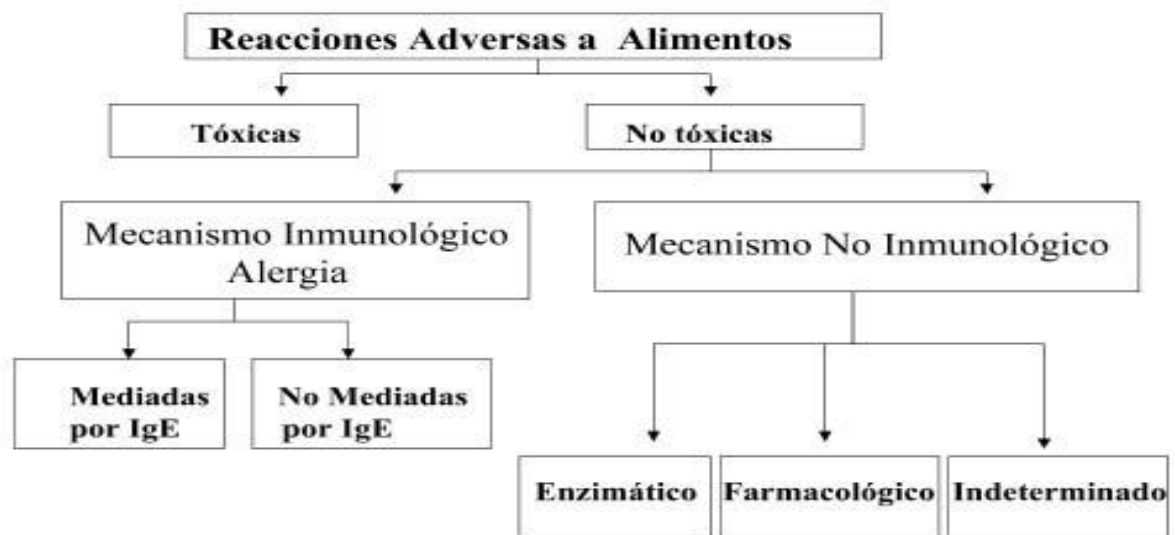 Reacciones Adversas a Alimentos
Tóxicas
No tóxicas
Mecanismo Inmunológico
Alergia
Mecanismo No Inmunológico
Mediadas
por IgE
No Mediadas
por IgE
Enzimático
Farmacológico
Indeterminado